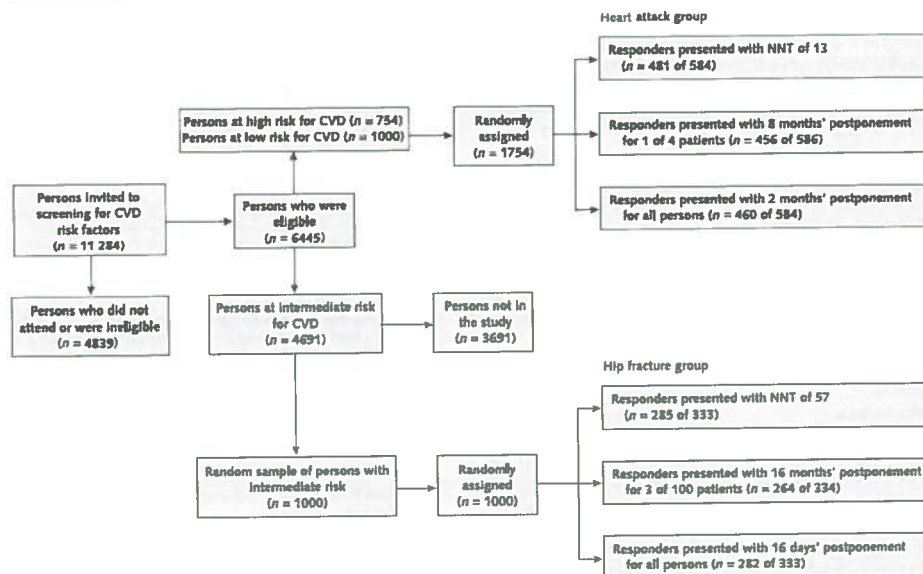 Heart attack group
Responders presented with NNT of 13
(n = 481 of 584)
Persons at high risk for CVD (n = 754)
Persons at low risk for CVD (n = 1000)
Randomly
assigned
(n = 1754)
Responders presented with 8 months' postponement
for 1 of 4 patients (n = 456 of 586)
Persons invited to
screening for CVD
risk factors
(n = 11 284)
Persons who were
eligible
(n = 6445)
Responders presented with 2 months' postponement
for all persons (n = 460 of 584)
Persons who did not
attend or were ineligible
(n = 4839)
Persons at intermediate risk
for CVD
(n = 4691)
Persons not in
the study
(n = 3691)
Hip fracture group
Responders presented with NNT of 57
(n = 285 of 333)
Random sample of persons with
intermediate risk
(n = 1000)
Randomly
assigned
(n = 1000)
Responders presented with 16 months' postponement
for 3 of 100 patients (n = 264 of 334)
Responders presented with 16 days' postponement
for all persons (n = 282 of 333)